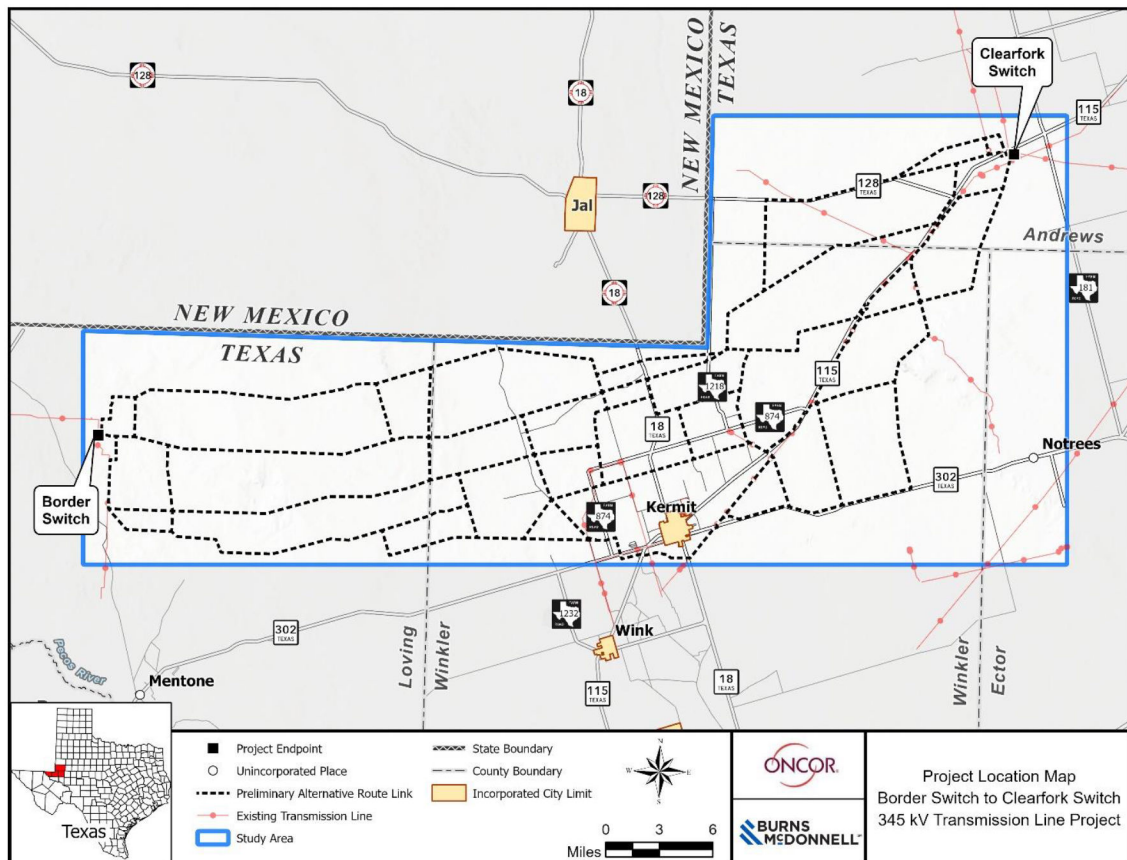 128
18
NEW MEXICO
TEXAS
Clearfork
Switch
115
TEXAS
Jal
128
128
TEXAS
Andrews
18
181
NEW MEXICO
TEXAS
115
TEXAS
1218
874
18
TEXAS
Notrees
302
TEXAS
Border
Switch
Kermit
874
1232
302
TEXAS
Wink
Loving
Winkler
Winkler
Ector
Pecos River
Mentone
115
TEXAS
18
TEXAS
Texas
Project Endpoint
Unincorporated Place
Preliminary Alternative Route Link
Existing Transmission Line
Study Area
State Boundary
County Boundary
Incorporated City Limit
N
W
E
S
0 3 6
Miles
ONCOR
BURNS
McDONNELL
Project Location Map
Border Switch to Clearfork Switch
345 kV Transmission Line Project